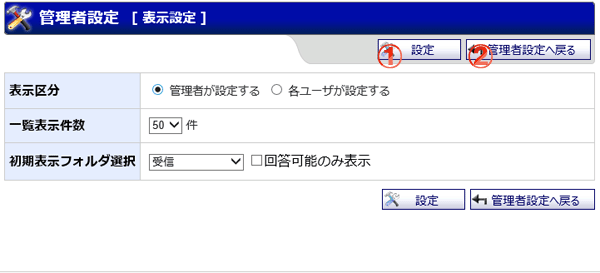 管理者設定 [ 表示設定 ]
① 設定 ② 管理者設定へ戻る
表示区分 管理者が設定する 各ユーザが設定する
一覧表示件数 50 件
初期表示フォルダ選択 受信 回答可能のみ表示
設定 管理者設定へ戻る